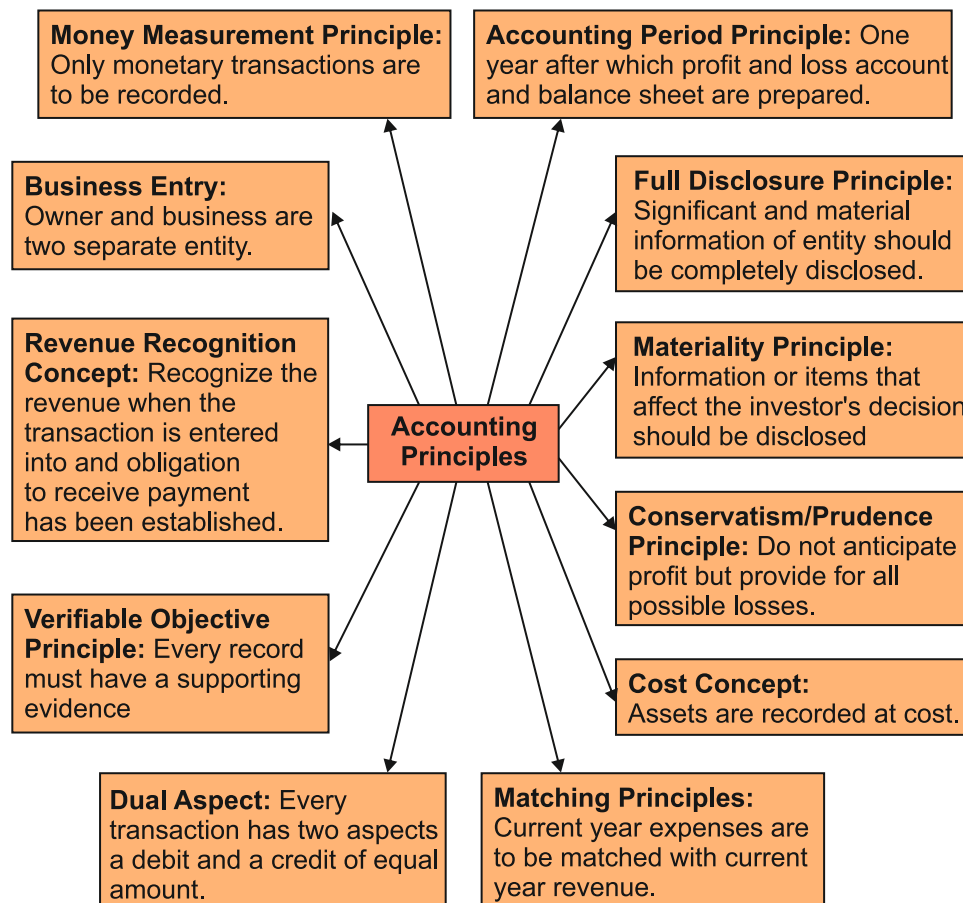 Money Measurement Principle:
Only monetary transactions are
to be recorded.
Accounting Period Principle: One
year after which profit and loss account
and balance sheet are prepared.
Business Entry:
Owner and business are
two separate entity.
Full Disclosure Principle:
Significant and material
information of entity should
be completely disclosed.
Revenue Recognition
Concept: Recognize the
revenue when the
transaction is entered
into and obligation
to receive payment
has been established.
Materiality Principle:
Information or items that
affect the investor's decision
should be disclosed
Accounting
Principles
Conservatism/Prudence
Principle: Do not anticipate
profit but provide for all
possible losses.
Verifiable Objective
Principle: Every record
must have a supporting
evidence
Cost Concept:
Assets are recorded at cost.
Dual Aspect: Every
transaction has two aspects
a debit and a credit of equal
amount.
Matching Principles:
Current year expenses are
to be matched with current
year revenue.